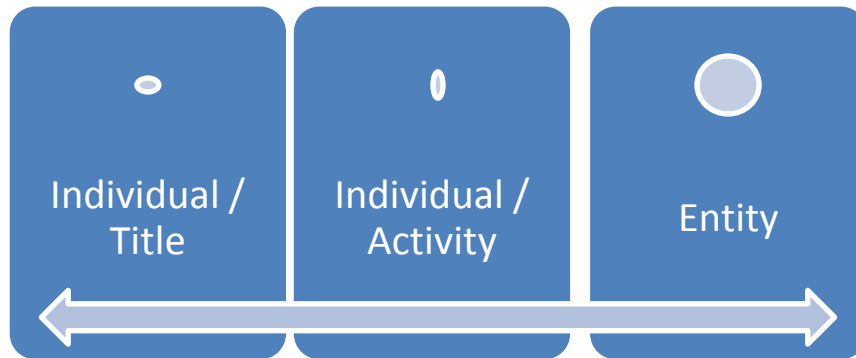 Individual /
Title
Individual /
Activity
Entity